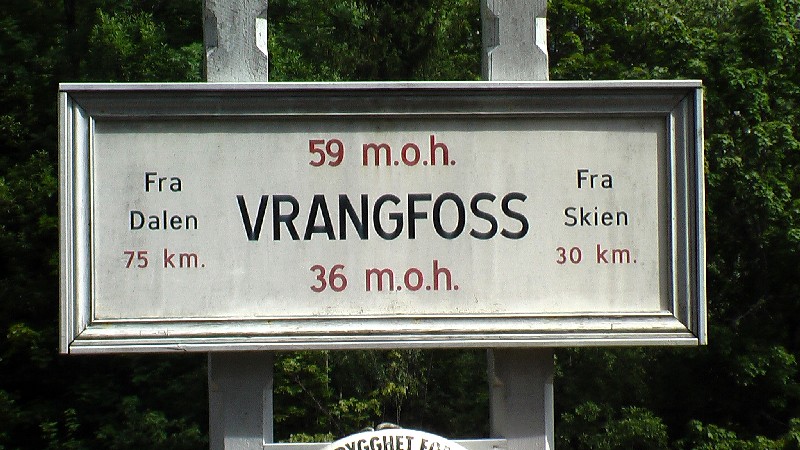 59 m.o.h.
Fra
Dalen
75 km.
VRANGFOSS
Fra
Skien
30 km.
36 m.o.h.